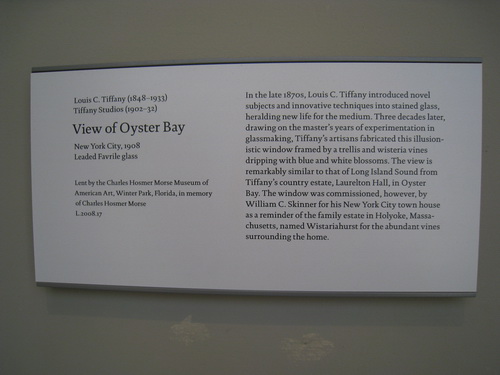 Louis C. Tiffany (1848–1933)
Tiffany Studios (1902–32)
View of Oyster Bay
New York City, 1908
Leaded Favrile glass
Lent by the Charles Hosmer Morse Museum of
American Art, Winter Park, Florida, in memory
of Charles Hosmer Morse
L.2008.17
In the late 1870s, Louis C. Tiffany introduced novel
subjects and innovative techniques into stained glass,
heralding new life for the medium. Three decades later,
drawing on the master's years of experimentation in
glassmaking, Tiffany's artisans fabricated this illusion-
istic window framed by a trellis and wisteria vines
dripping with blue and white blossoms. The view is
remarkably similar to that of Long Island Sound from
Tiffany's country estate, Laurelton Hall, in Oyster
Bay. The window was commissioned, however, by
William C. Skinner for his New York City town house
as a reminder of the family estate in Holyoke, Massa-
chusetts, named Wistariahurst for the abundant vines
surrounding the home.